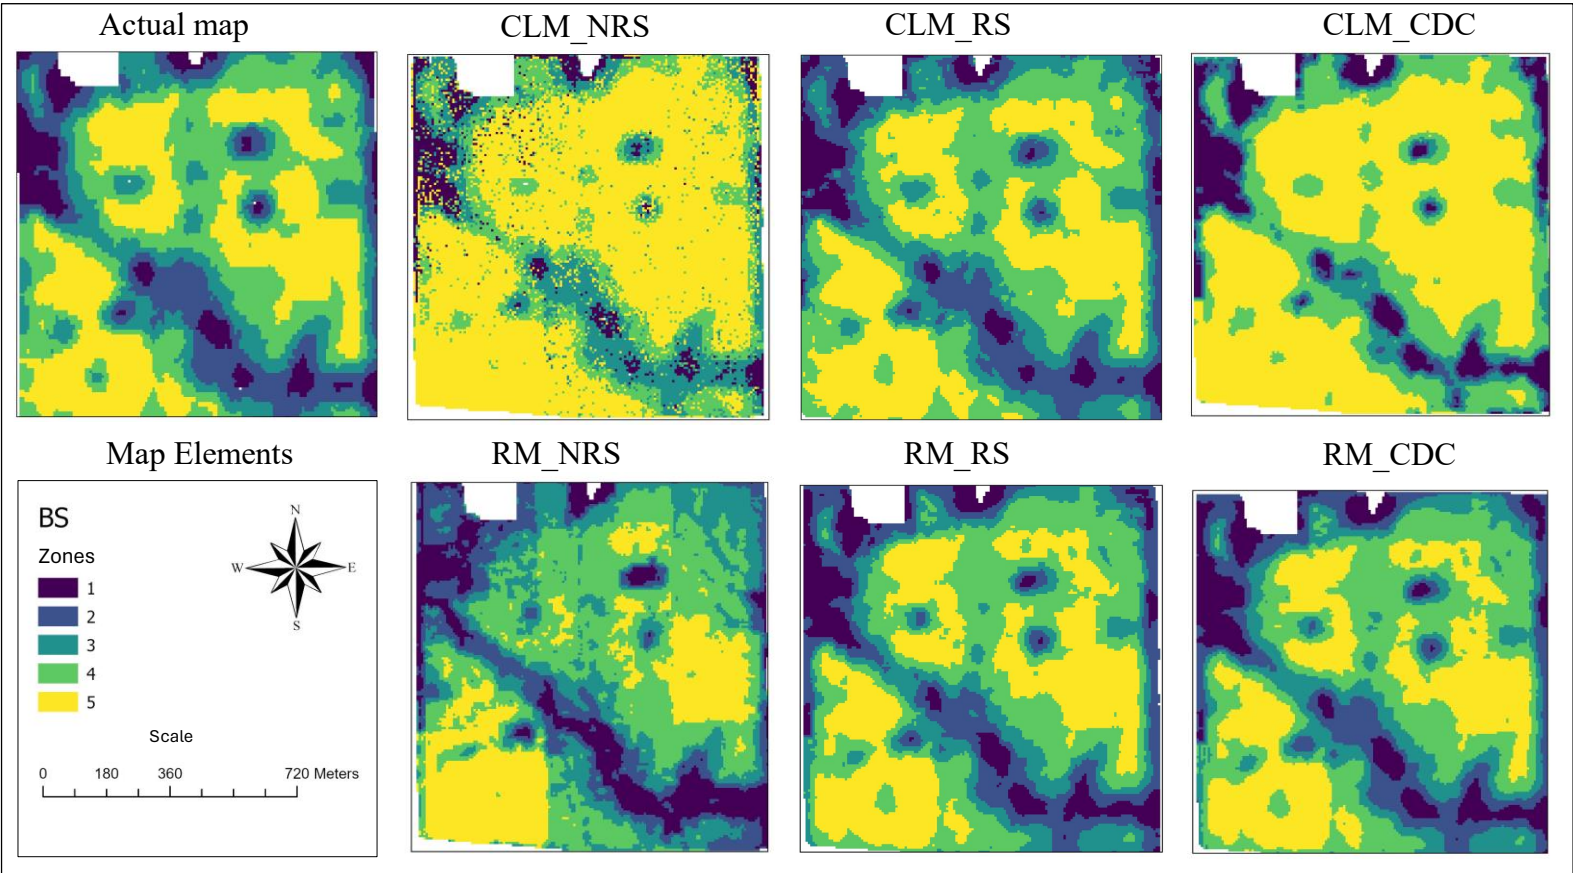 Actual map
CLM_NRS
CLM_RS
CLM_CDC
Map Elements
RM_NRS
RM_RS
RM_CDC
BS
Zones
1
2
3
4
5
N
W
E
S
Scale
0 180 360 720 Meters